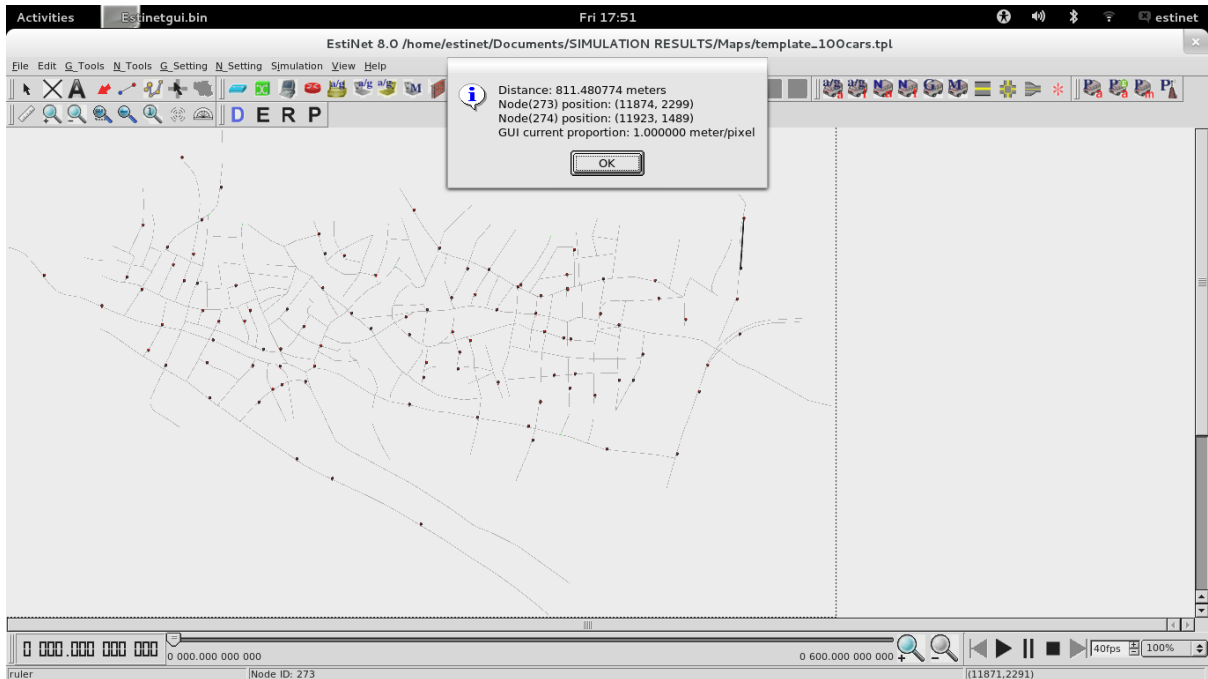 Activities Estinetgui.bin Fri 17:51 estinet
EstiNet 8.0 /home/estinet/Documents/SIMULATION RESULTS/Maps/template_100cars.tpl
File Edit G_Tools N_Tools G_Setting N_Setting Simulation View Help
Distance: 811.480774 meters
Node(273) position: (11874, 2299)
Node(274) position: (11923, 1489)
GUI current proportion: 1.000000 meter/pixel
OK
D E R P
0 000.000 000 000
0 000.000 000 000
0 600.000 000 000
40fps
100%
ruler Node ID: 273 (11871,2291)